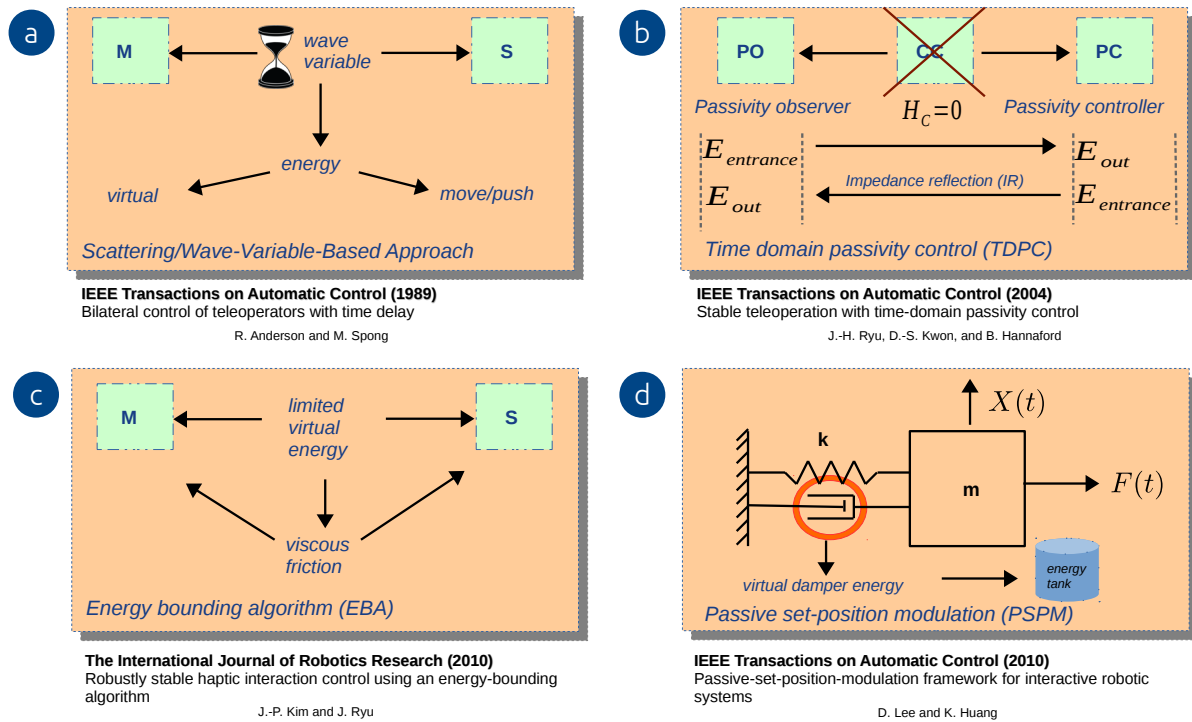 a
M
wave
variable
S
energy
virtual
move/push
Scattering/Wave-Variable-Based Approach
IEEE Transactions on Automatic Control (1989)
Bilateral control of teleoperators with time delay
R. Anderson and M. Spong
b
PO
CC
PC
Passivity observer
H_C=0
Passivity controller
E_entrance
E_out
Impedance reflection (IR)
E_out
E_entrance
Time domain passivity control (TDPC)
IEEE Transactions on Automatic Control (2004)
Stable teleoperation with time-domain passivity control
J.-H. Ryu, D.-S. Kwon, and B. Hannaford
c
M
limited
virtual
energy
S
viscous
friction
Energy bounding algorithm (EBA)
The International Journal of Robotics Research (2010)
Robustly stable haptic interaction control using an energy-bounding
algorithm
J.-P. Kim and J. Ryu
d
X(t)
k
m
F(t)
virtual damper energy
energy
tank
Passive set-position modulation (PSPM)
IEEE Transactions on Automatic Control (2010)
Passive-set-position-modulation framework for interactive robotic
systems
D. Lee and K. Huang